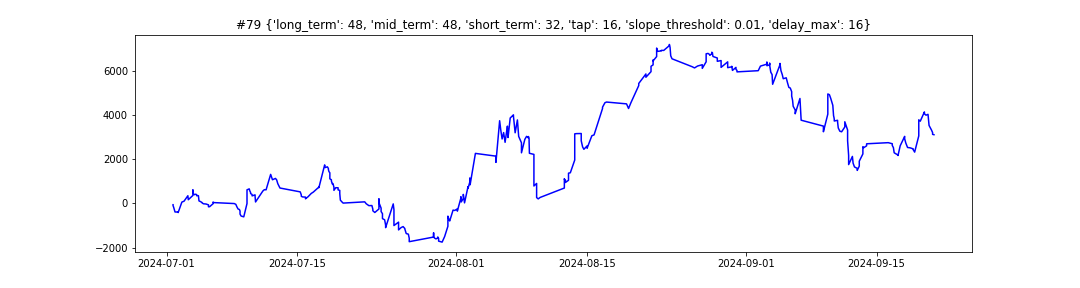 #79 {'long_term': 48, 'mid_term': 48, 'short_term': 32, 'tap': 16, 'slope_threshold': 0.01, 'delay_max': 16}
6000
4000
2000
0
−2000
2024-07-01 2024-07-15 2024-08-01 2024-08-15 2024-09-01 2024-09-15